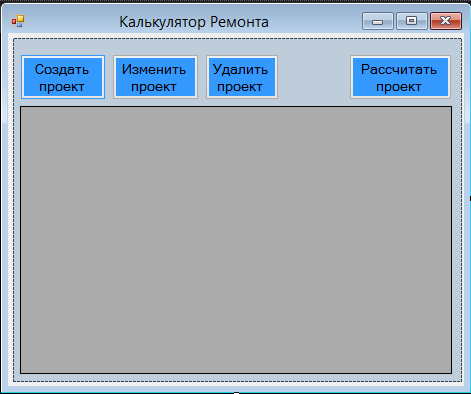 Калькулятор Ремонта
Создать
проект
Изменить
проект
Удалить
проект
Рассчитать
проект